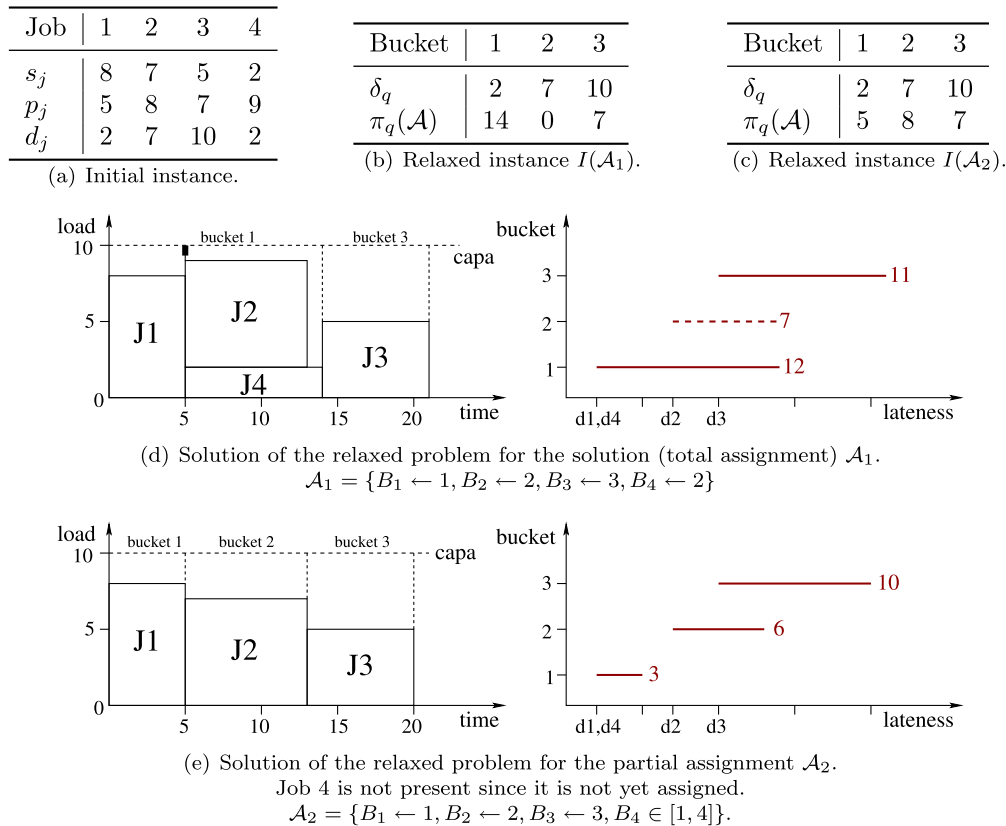 Job 1 2 3 4
s_j 8 7 5 2
p_j 5 8 7 9
d_j 2 7 10 2
(a) Initial instance.
Bucket 1 2 3
δ_q 2 7 10
π_q(𝒜) 14 0 7
(b) Relaxed instance I(𝒜_1).
Bucket 1 2 3
δ_q 2 7 10
π_q(𝒜) 5 8 7
(c) Relaxed instance I(𝒜_2).
load
10
5
0
bucket 1
bucket 3
capa
J1
J2
J4
J3
5 10 15 20
time
bucket
3
2
1
11
7
12
d1,d4 d2 d3
lateness
(d) Solution of the relaxed problem for the solution (total assignment) 𝒜_1.
𝒜_1 = {B_1 ← 1, B_2 ← 2, B_3 ← 3, B_4 ← 2}
load
10
5
0
bucket 1
bucket 2
bucket 3
capa
J1
J2
J3
5 10 15 20
time
bucket
3
2
1
10
6
3
d1,d4 d2 d3
lateness
(e) Solution of the relaxed problem for the partial assignment 𝒜_2.
Job 4 is not present since it is not yet assigned.
𝒜_2 = {B_1 ← 1, B_2 ← 2, B_3 ← 3, B_4 ∈ [1, 4]}.